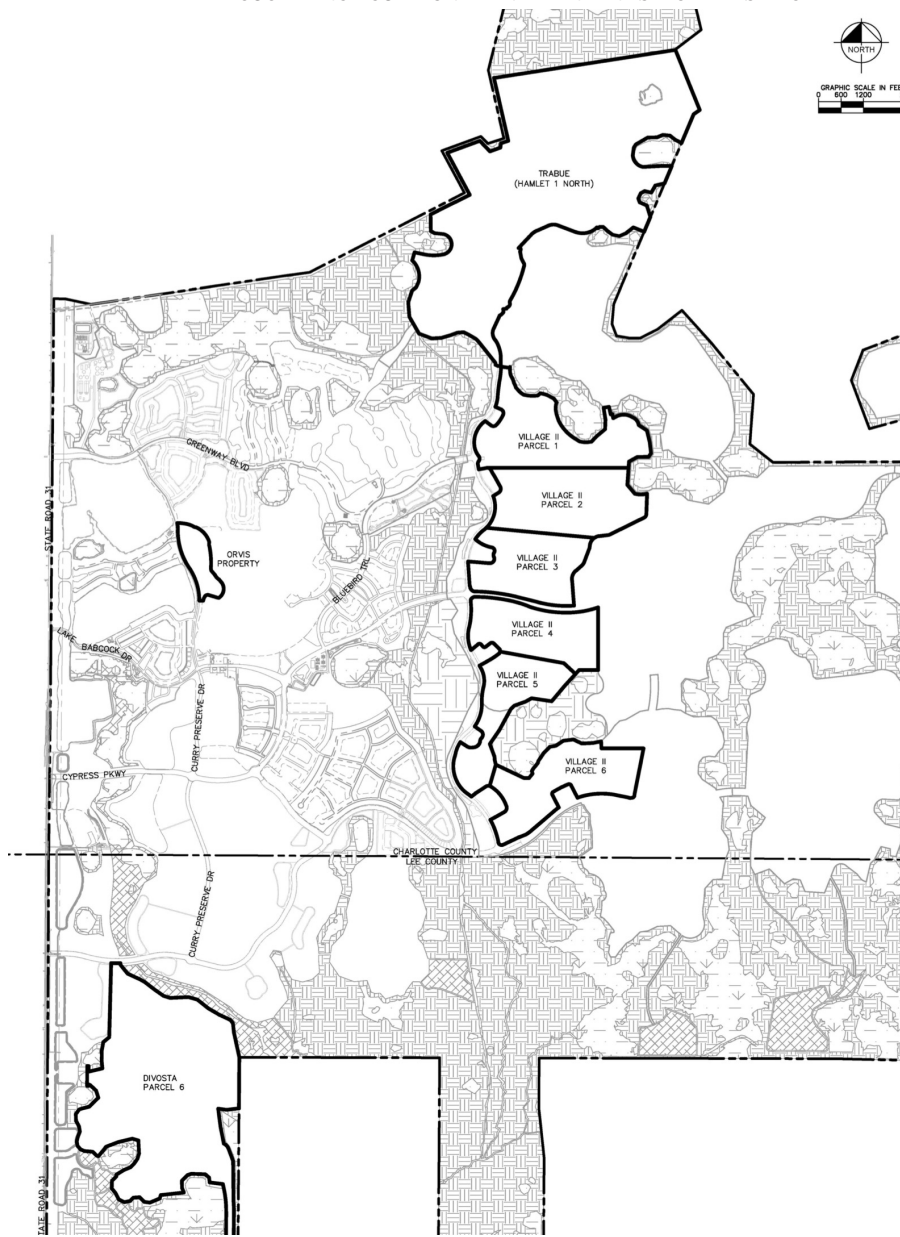 NORTH
GRAPHIC SCALE IN FEE
0 600 1200
TRABUE
(HAMLET 1 NORTH)
GREENWAY BLVD
VILLAGE II
PARCEL 1
STATE ROAD 31
VILLAGE II
PARCEL 2
ORVIS
PROPERTY
VILLAGE II
PARCEL 3
BLUEBIRD TRL
VILLAGE II
PARCEL 4
LAKE BABCOCK DR
VILLAGE II
PARCEL 5
CURRY PRESERVE DR
VILLAGE II
PARCEL 6
CYPRESS PKWY
CHARLOTTE COUNTY
LEE COUNTY
CURRY PRESERVE DR
DIVOSTA
PARCEL 6
TATE ROAD 31